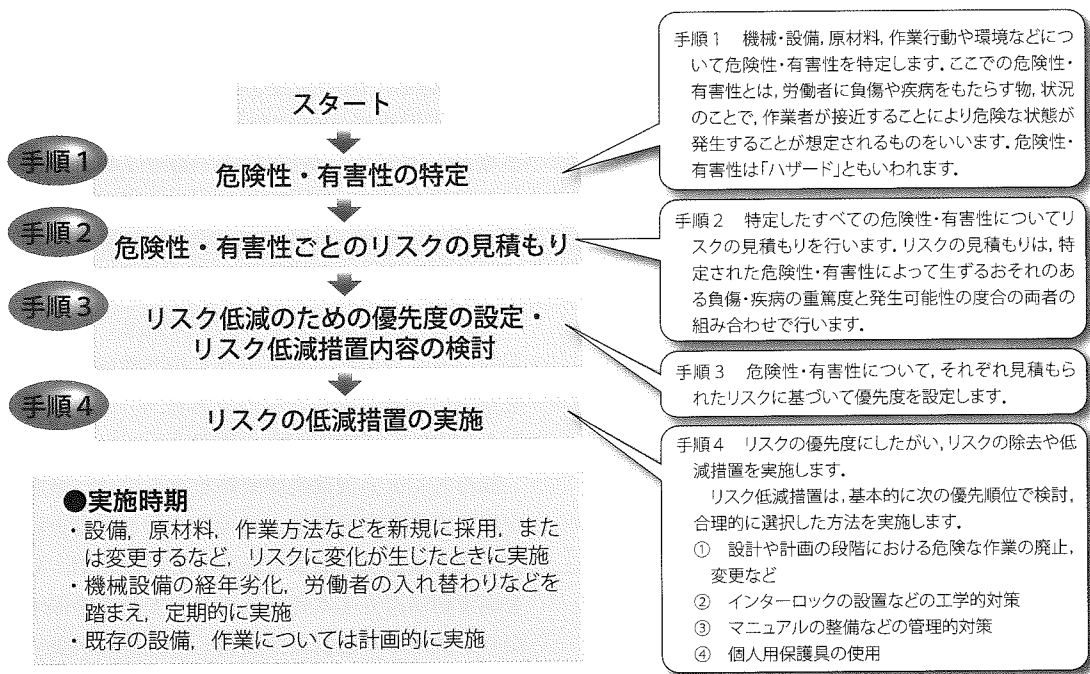 スタート
手順1
危険性・有害性の特定
手順2
危険性・有害性ごとのリスクの見積もり
手順3
リスク低減のための優先度の設定・
リスク低減措置内容の検討
手順4
リスクの低減措置の実施
●実施時期
・設備，原材料，作業方法などを新規に採用，また
は変更するなど，リスクに変化が生じたときに実施
・機械設備の経年劣化，労働者の入れ替わりなどを
踏まえ，定期的に実施
・既存の設備，作業については計画的に実施
手順1　機械・設備，原材料，作業行動や環境などにつ
いて危険性・有害性を特定します．ここでの危険性・
有害性とは，労働者に負傷や疾病をもたらす物，状況
のことで，作業者が接近することにより危険な状態が
発生することが想定されるものをいいます．危険性・
有害性は「ハザード」ともいわれます．
手順2　特定したすべての危険性・有害性についてリ
スクの見積もりを行います．リスクの見積もりは，特
定された危険性・有害性によって生ずるおそれのあ
る負傷・疾病の重篤度と発生可能性の度合の両者の
組み合わせで行います．
手順3　危険性・有害性について，それぞれ見積もら
れたリスクに基づいて優先度を設定します．
手順4　リスクの優先度にしたがい，リスクの除去や低
減措置を実施します．
リスク低減措置は，基本的に次の優先順位で検討，
合理的に選択した方法を実施します．
①　設計や計画の段階における危険な作業の廃止，
変更など
②　インターロックの設置などの工学的対策
③　マニュアルの整備などの管理的対策
④　個人用保護具の使用